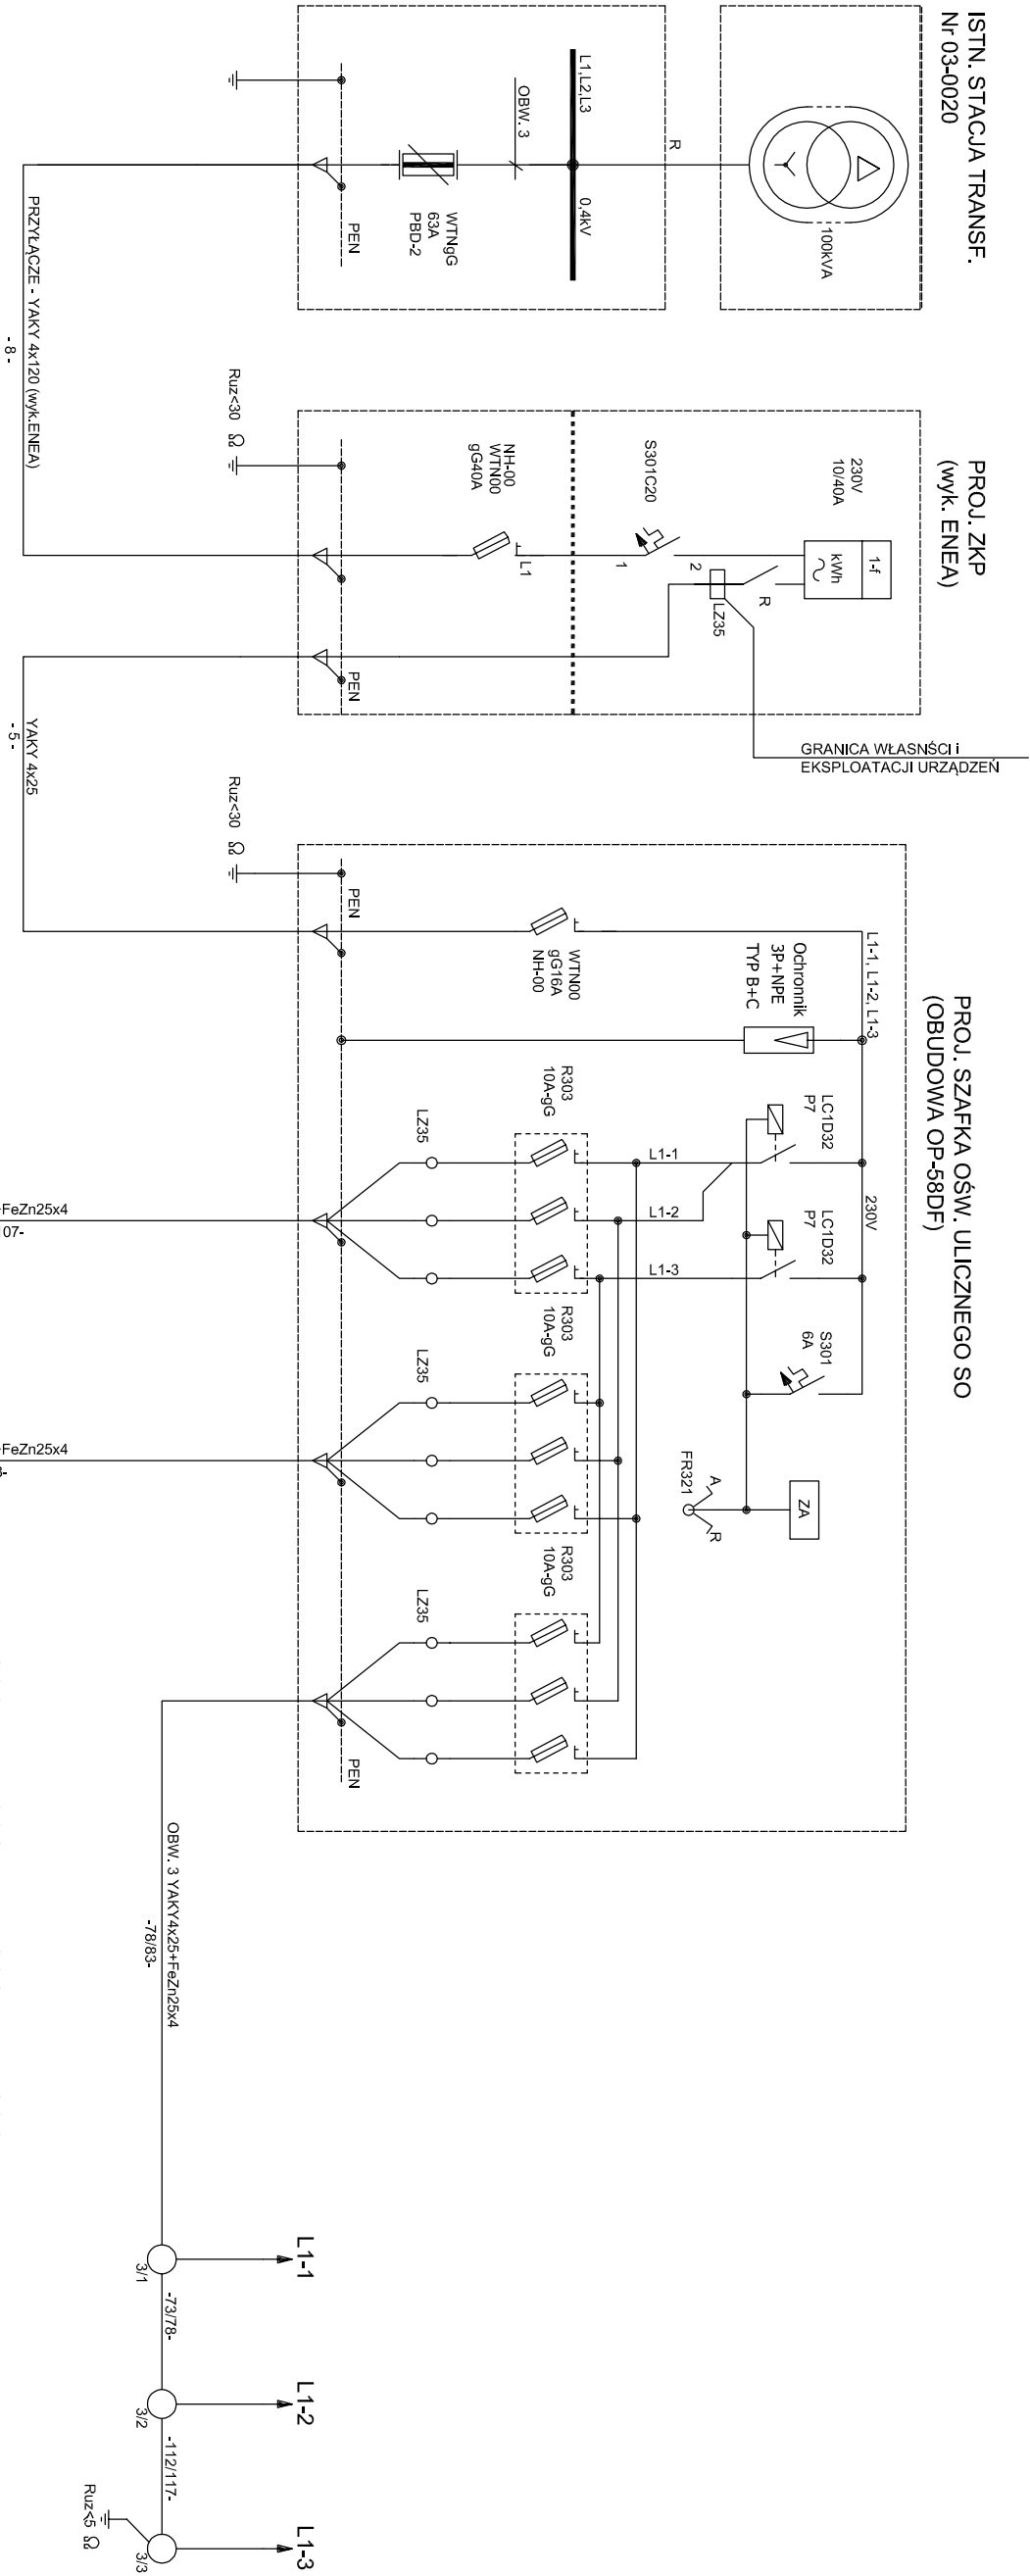 ISTN. STACJA TRANSF.
Nr 03-0020
100kVA
R
L1,L2,L3
0,4kV
OBW. 3
WTNgG
63A
PBD-2
PEN
PRZYŁĄCZE - YAKY 4x120 (wyk.ENEA)
- 8 -
PROJ. ZKP
(wyk. ENEA)
230V
10/40A
1-f
kWh
S301C20
1
2
R
LZ35
L1
NH-00
WTN00
gG40A
PEN
Ruz<30 Ω
GRANICA WŁASNŚCI i
EKSPLOATACJI URZĄDZEŃ
YAKY 4x25
- 5 -
PROJ. SZAFKA OŚW. ULICZNEGO SO
(OBUDOWA OP-58DF)
L1-1, L1-2, L1-3
230V
Ochronnik
3P+NPE
TYP B+C
LC1D32
P7
LC1D32
P7
S301
6A
ZA
FR321
A
R
WTN00
gG16A
NH-00
L1-1
L1-2
L1-3
R303
10A-gG
R303
10A-gG
R303
10A-gG
LZ35
LZ35
LZ35
PEN
PEN
Ruz<30 Ω
FeZn25x4
07-
FeZn25x4
OBW. 3 YAKY4x25+FeZn25x4
-78/83-
L1-1
3/1
-73/78-
L1-2
3/2
-112/117-
L1-3
3/3
Ruz<5 Ω